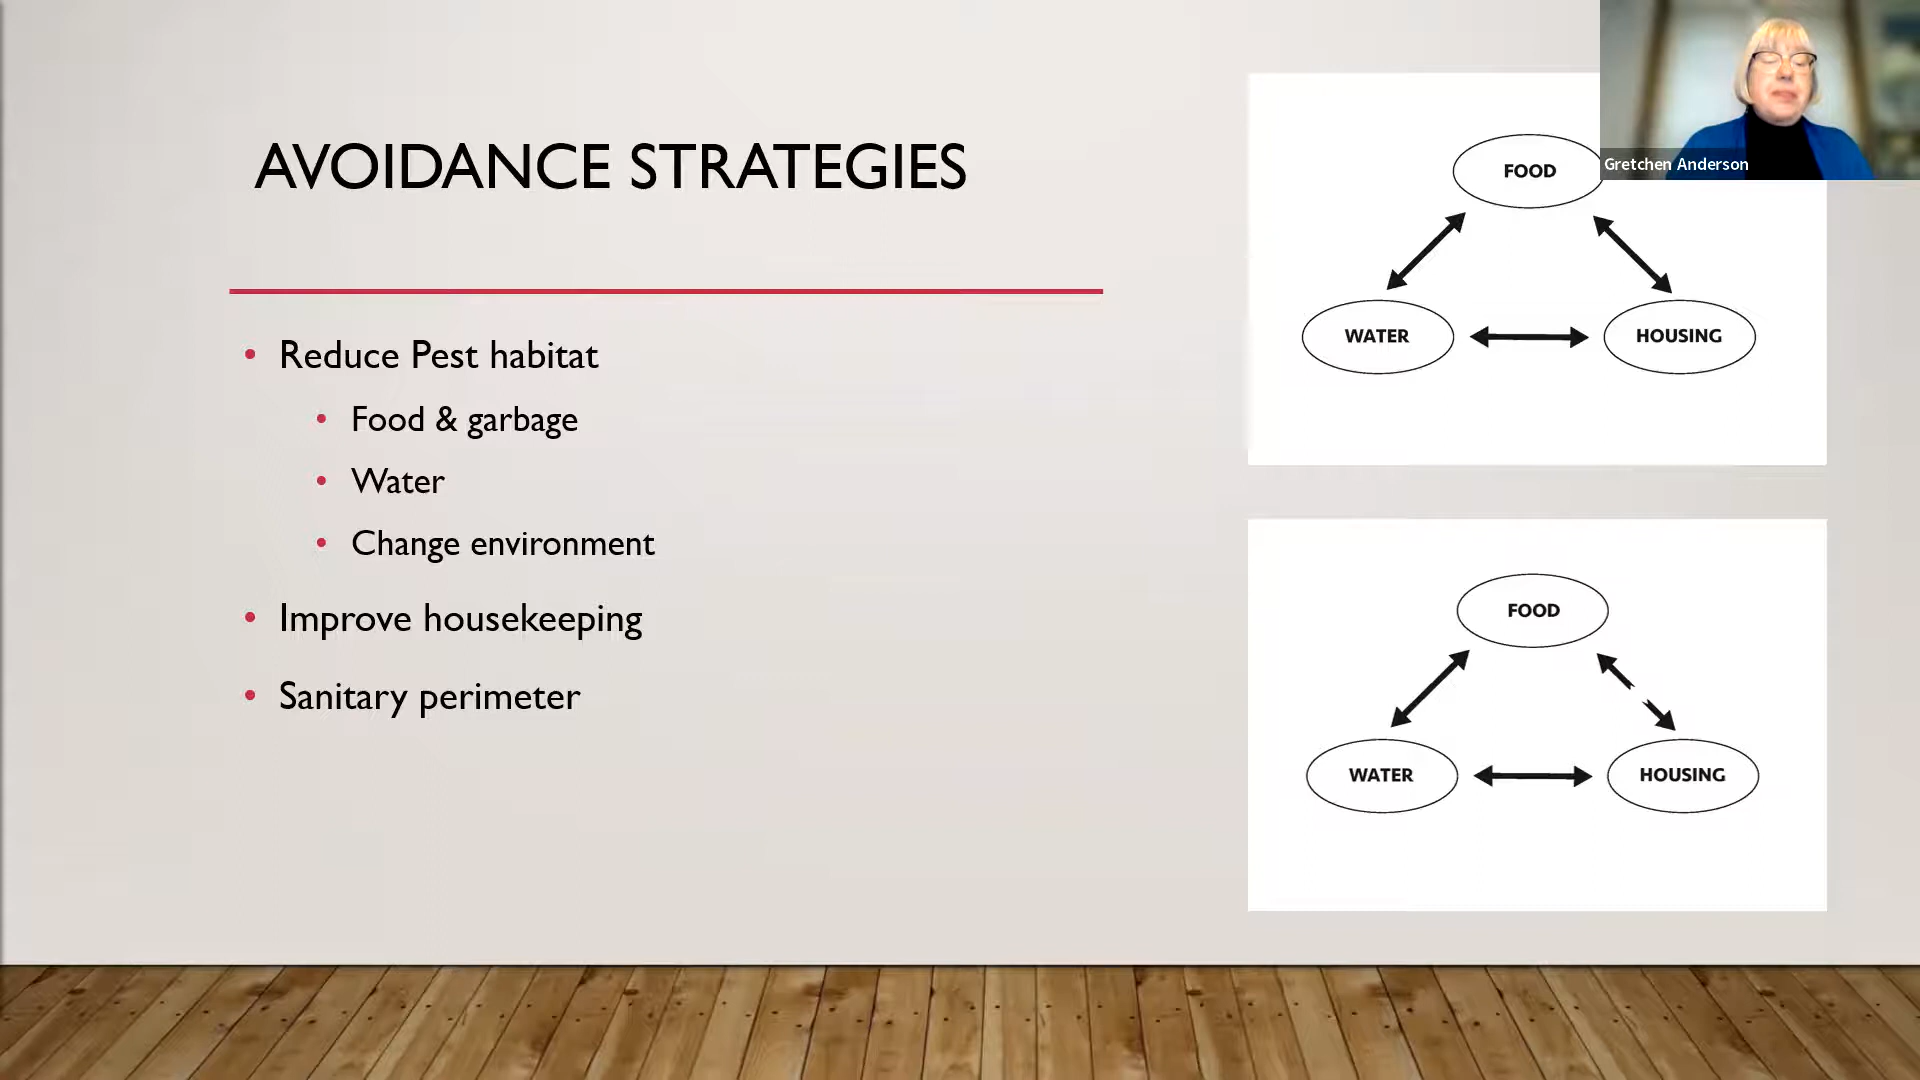 AVOIDANCE STRATEGIES
• Reduce Pest habitat
• Food & garbage
• Water
• Change environment
• Improve housekeeping
• Sanitary perimeter
FOOD
WATER
HOUSING
FOOD
WATER
HOUSING
Gretchen Anderson